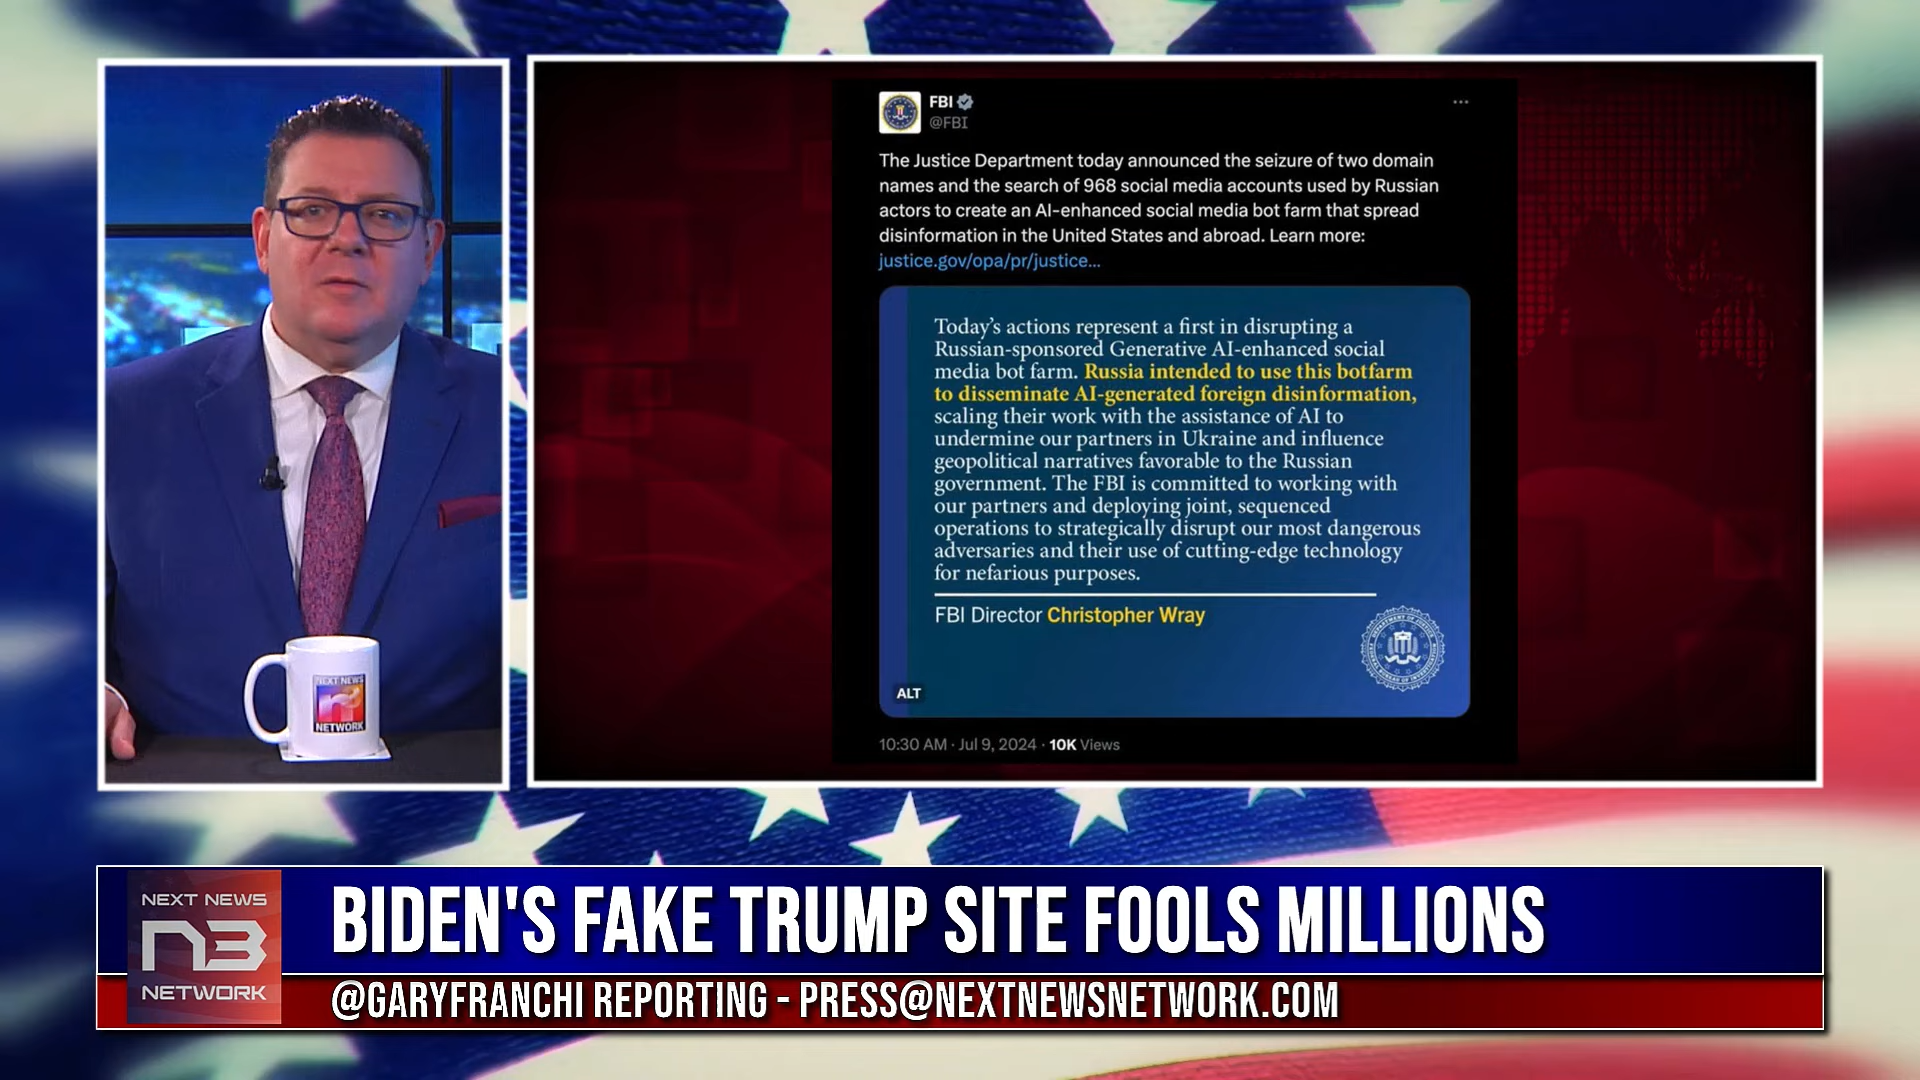 FBI
@FBI
The Justice Department today announced the seizure of two domain
names and the search of 968 social media accounts used by Russian
actors to create an AI-enhanced social media bot farm that spread
disinformation in the United States and abroad. Learn more:
justice.gov/opa/pr/justice...
Today's actions represent a first in disrupting a
Russian-sponsored Generative AI-enhanced social
media bot farm. Russia intended to use this botfarm
to disseminate AI-generated foreign disinformation,
scaling their work with the assistance of AI to
undermine our partners in Ukraine and influence
geopolitical narratives favorable to the Russian
government. The FBI is committed to working with
our partners and deploying joint, sequenced
operations to strategically disrupt our most dangerous
adversaries and their use of cutting-edge technology
for nefarious purposes.
FBI Director Christopher Wray
ALT
10:30 AM · Jul 9, 2024 · 10K Views
NEXT NEWS
NETWORK
NEXT NEWS
N3
NETWORK
BIDEN'S FAKE TRUMP SITE FOOLS MILLIONS
@GARYFRANCHI REPORTING - PRESS@NEXTNEWSNETWORK.COM